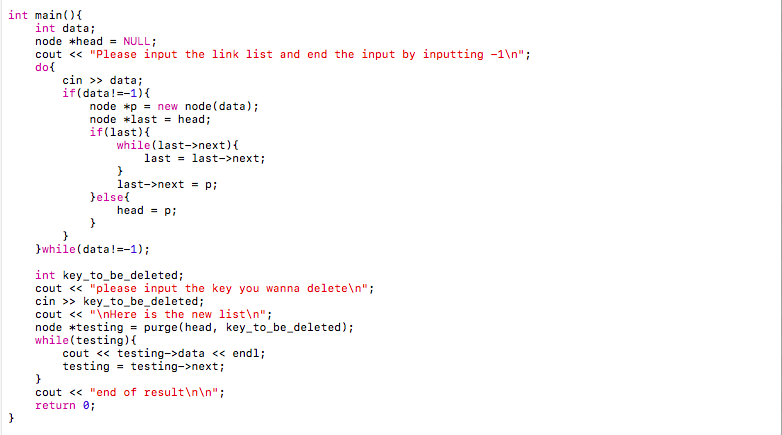 int main(){
    int data;
    node *head = NULL;
    cout << "Please input the link list and end the input by inputting -1\n";
    do{
        cin >> data;
        if(data!=-1){
            node *p = new node(data);
            node *last = head;
            if(last){
                while(last->next){
                    last = last->next;
                }
                last->next = p;
            }else{
                head = p;
            }
        }
    }while(data!=-1);

    int key_to_be_deleted;
    cout << "please input the key you wanna delete\n";
    cin >> key_to_be_deleted;
    cout << "\nHere is the new list\n";
    node *testing = purge(head, key_to_be_deleted);
    while(testing){
        cout << testing->data << endl;
        testing = testing->next;
    }
    cout << "end of result\n\n";
    return 0;
}